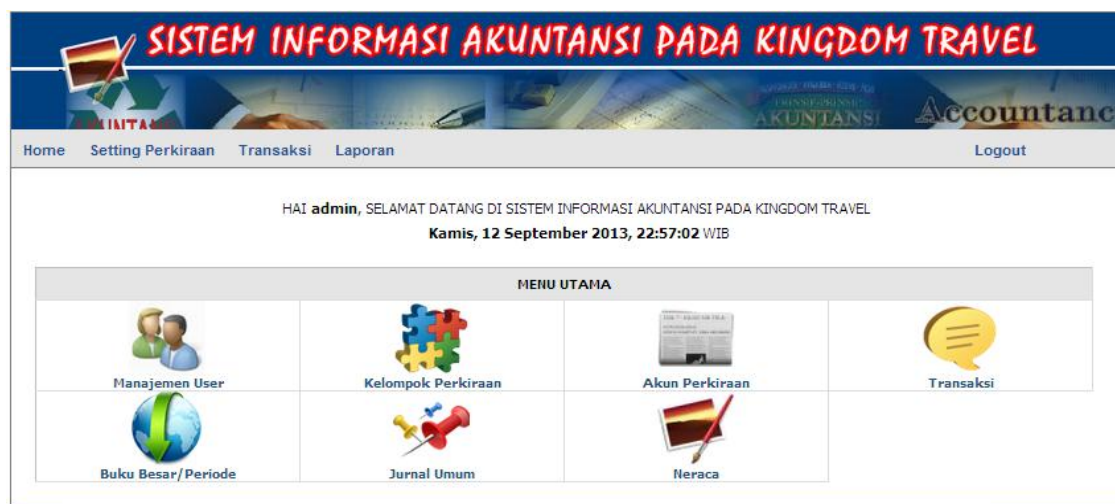 SISTEM INFORMASI AKUNTANSI PADA KINGDOM TRAVEL
AKUNTANSI
Accountanc
Home Setting Perkiraan Transaksi Laporan Logout
HAI admin, SELAMAT DATANG DI SISTEM INFORMASI AKUNTANSI PADA KINGDOM TRAVEL
Kamis, 12 September 2013, 22:57:02 WIB
MENU UTAMA
Manajemen User Kelompok Perkiraan Akun Perkiraan Transaksi
Buku Besar/Periode Jurnal Umum Neraca